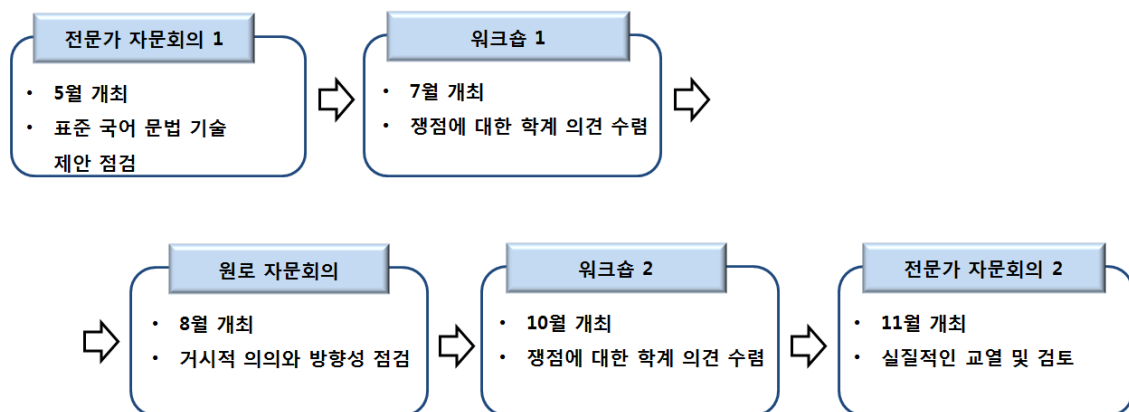 전문가 자문회의 1
• 5월 개최
• 표준 국어 문법 기술
제안 점검
워크숍 1
• 7월 개최
• 쟁점에 대한 학계 의견 수렴
원로 자문회의
• 8월 개최
• 거시적 의의와 방향성 점검
워크숍 2
• 10월 개최
• 쟁점에 대한 학계 의견 수렴
전문가 자문회의 2
• 11월 개최
• 실질적인 교열 및 검토